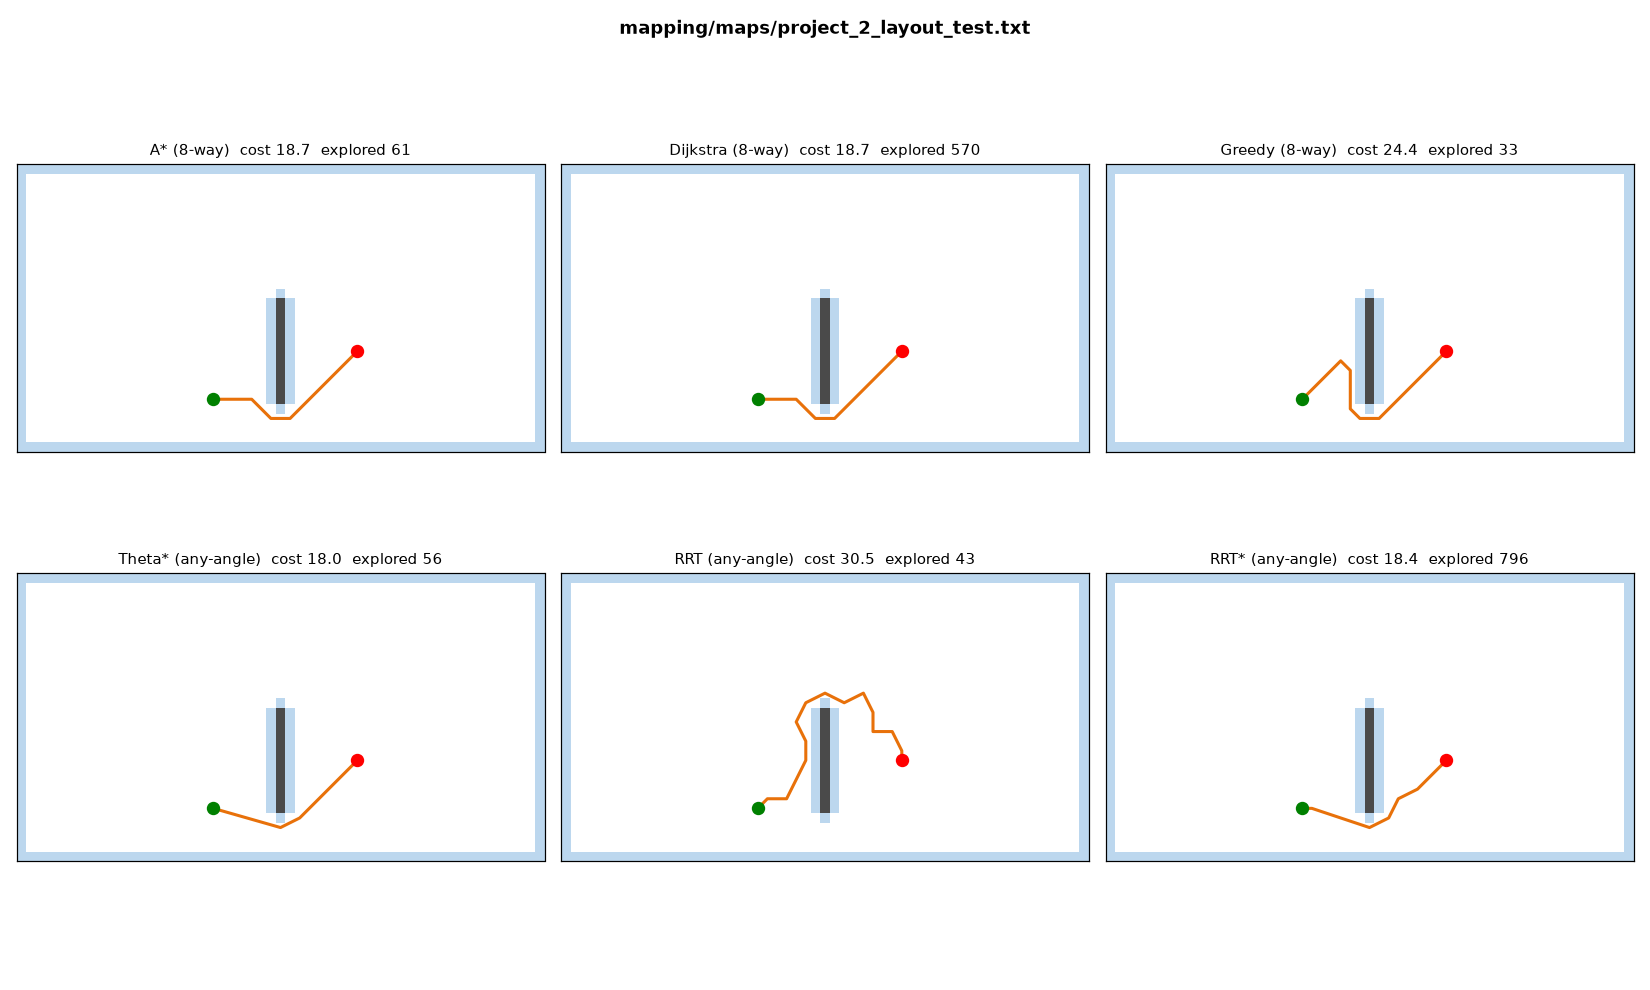 mapping/maps/project_2_layout_test.txt
A* (8-way)  cost 18.7  explored 61
Dijkstra (8-way)  cost 18.7  explored 570
Greedy (8-way)  cost 24.4  explored 33
Theta* (any-angle)  cost 18.0  explored 56
RRT (any-angle)  cost 30.5  explored 43
RRT* (any-angle)  cost 18.4  explored 796